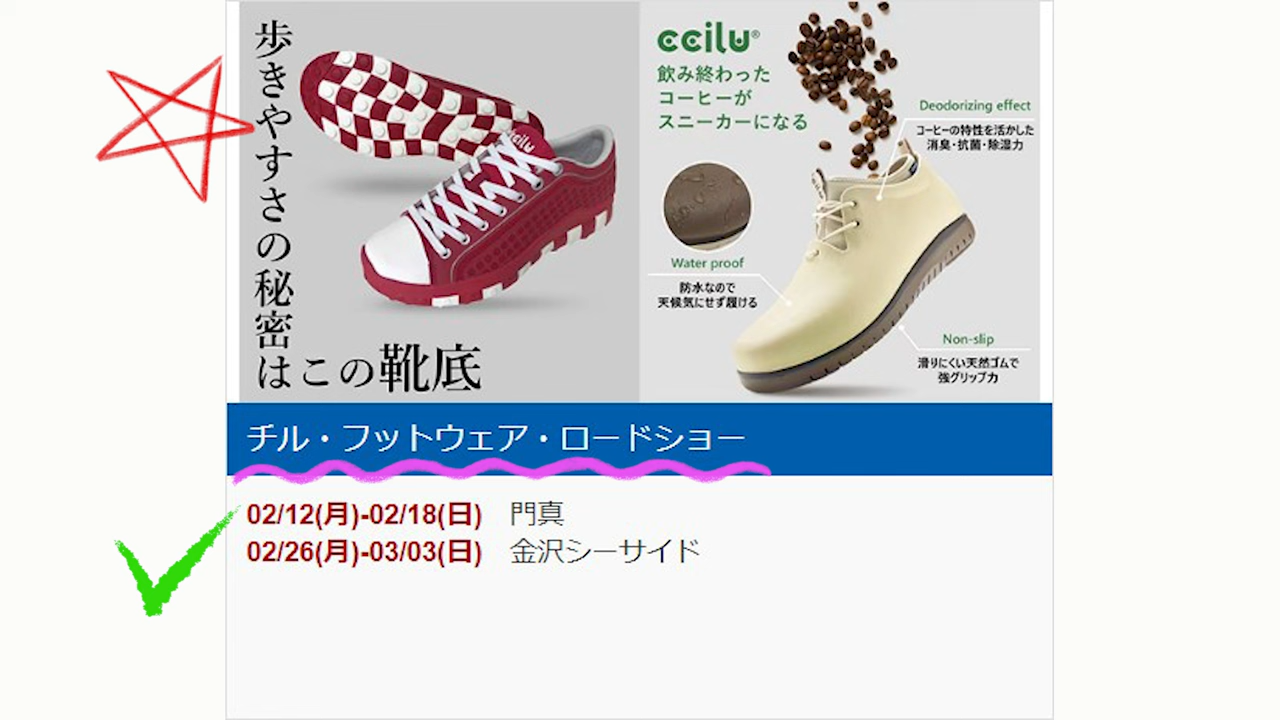 歩きやすさの秘密はこの靴底
ccilu
ccilu®
飲み終わった
コーヒーが
スニーカーになる
Deodorizing effect
コーヒーの特性を活かした
消臭・抗菌・除湿力
ccilu
Water proof
防水なので
天候気にせず履ける
Non-slip
滑りにくい天然ゴムで
強グリップ力
チル・フットウェア・ロードショー
02/12(月)-02/18(日) 門真
02/26(月)-03/03(日) 金沢シーサイド